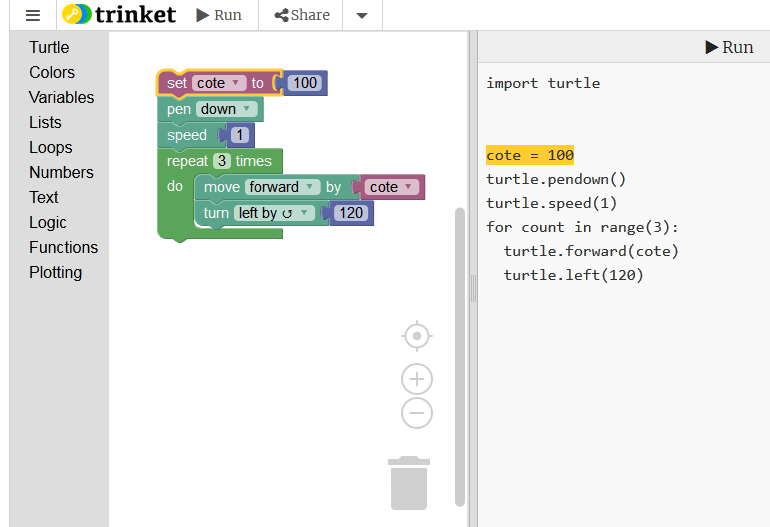 trinket Run Share
Run
Turtle
Colors
Variables
Lists
Loops
Numbers
Text
Logic
Functions
Plotting
set cote to 100
pen down
speed 1
repeat 3 times
do move forward by cote
turn left by ↺ 120
import turtle
cote = 100
turtle.pendown()
turtle.speed(1)
for count in range(3):
turtle.forward(cote)
turtle.left(120)